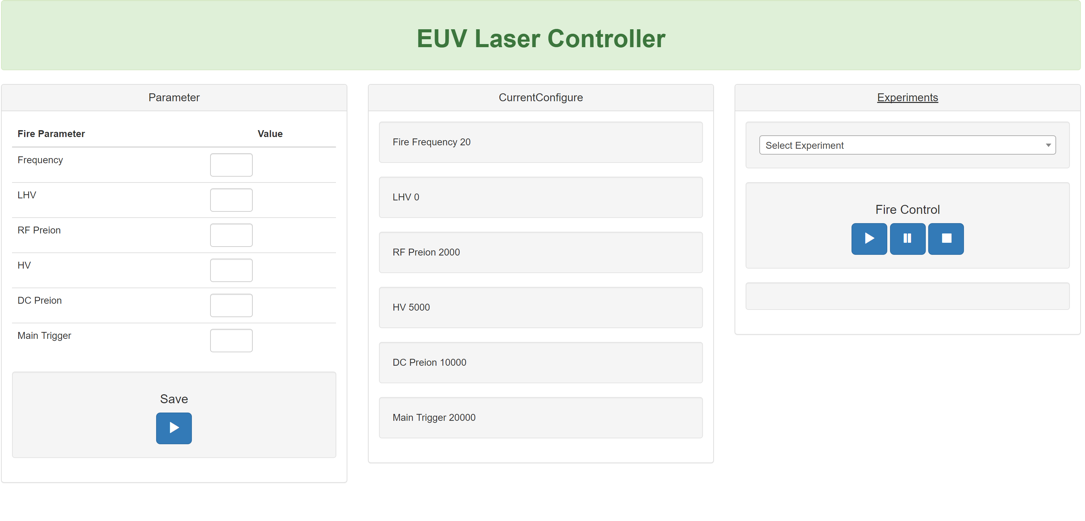 EUV Laser Controller
Parameter
Fire Parameter Value
Frequency
LHV
RF Preion
HV
DC Preion
Main Trigger
Save
CurrentConfigure
Fire Frequency 20
LHV 0
RF Preion 2000
HV 5000
DC Preion 10000
Main Trigger 20000
Experiments
Select Experiment
Fire Control